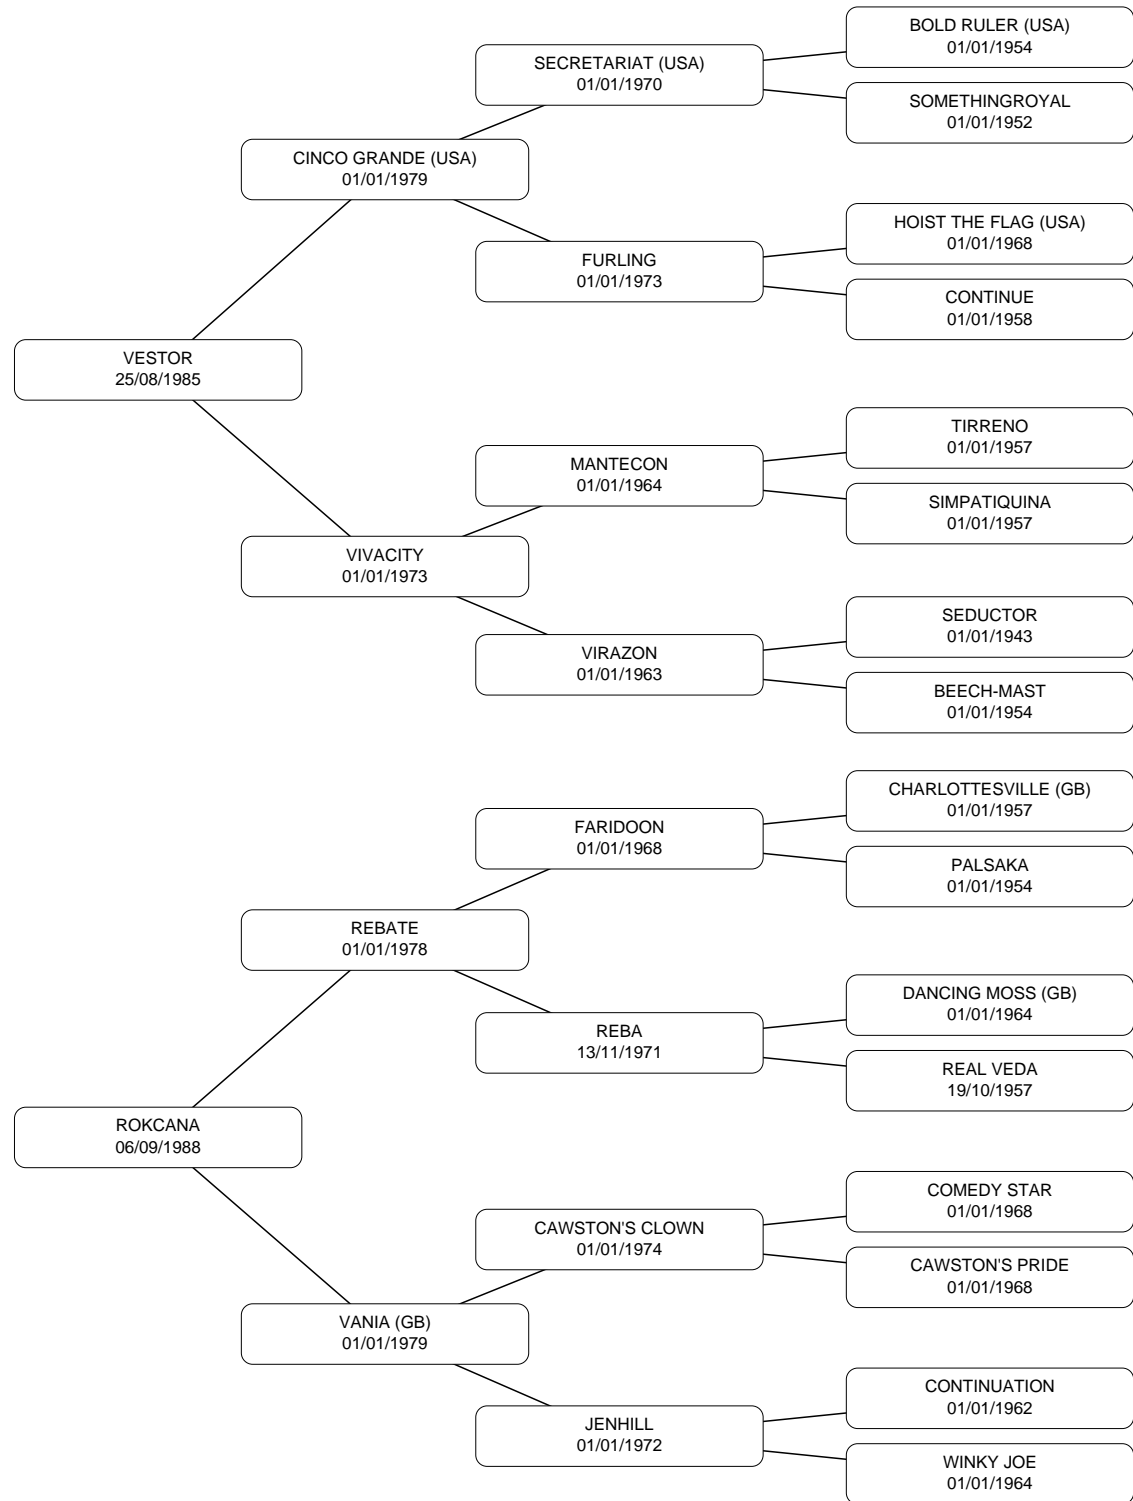 BOLD RULER (USA)
01/01/1954
SECRETARIAT (USA)
01/01/1970
SOMETHINGROYAL
01/01/1952
CINCO GRANDE (USA)
01/01/1979
HOIST THE FLAG (USA)
01/01/1968
FURLING
01/01/1973
CONTINUE
01/01/1958
VESTOR
25/08/1985
TIRRENO
01/01/1957
MANTECON
01/01/1964
SIMPATIQUINA
01/01/1957
VIVACITY
01/01/1973
SEDUCTOR
01/01/1943
VIRAZON
01/01/1963
BEECH-MAST
01/01/1954
CHARLOTTESVILLE (GB)
01/01/1957
FARIDOON
01/01/1968
PALSAKA
01/01/1954
REBATE
01/01/1978
DANCING MOSS (GB)
01/01/1964
REBA
13/11/1971
REAL VEDA
19/10/1957
ROKCANA
06/09/1988
COMEDY STAR
01/01/1968
CAWSTON'S CLOWN
01/01/1974
CAWSTON'S PRIDE
01/01/1968
VANIA (GB)
01/01/1979
CONTINUATION
01/01/1962
JENHILL
01/01/1972
WINKY JOE
01/01/1964